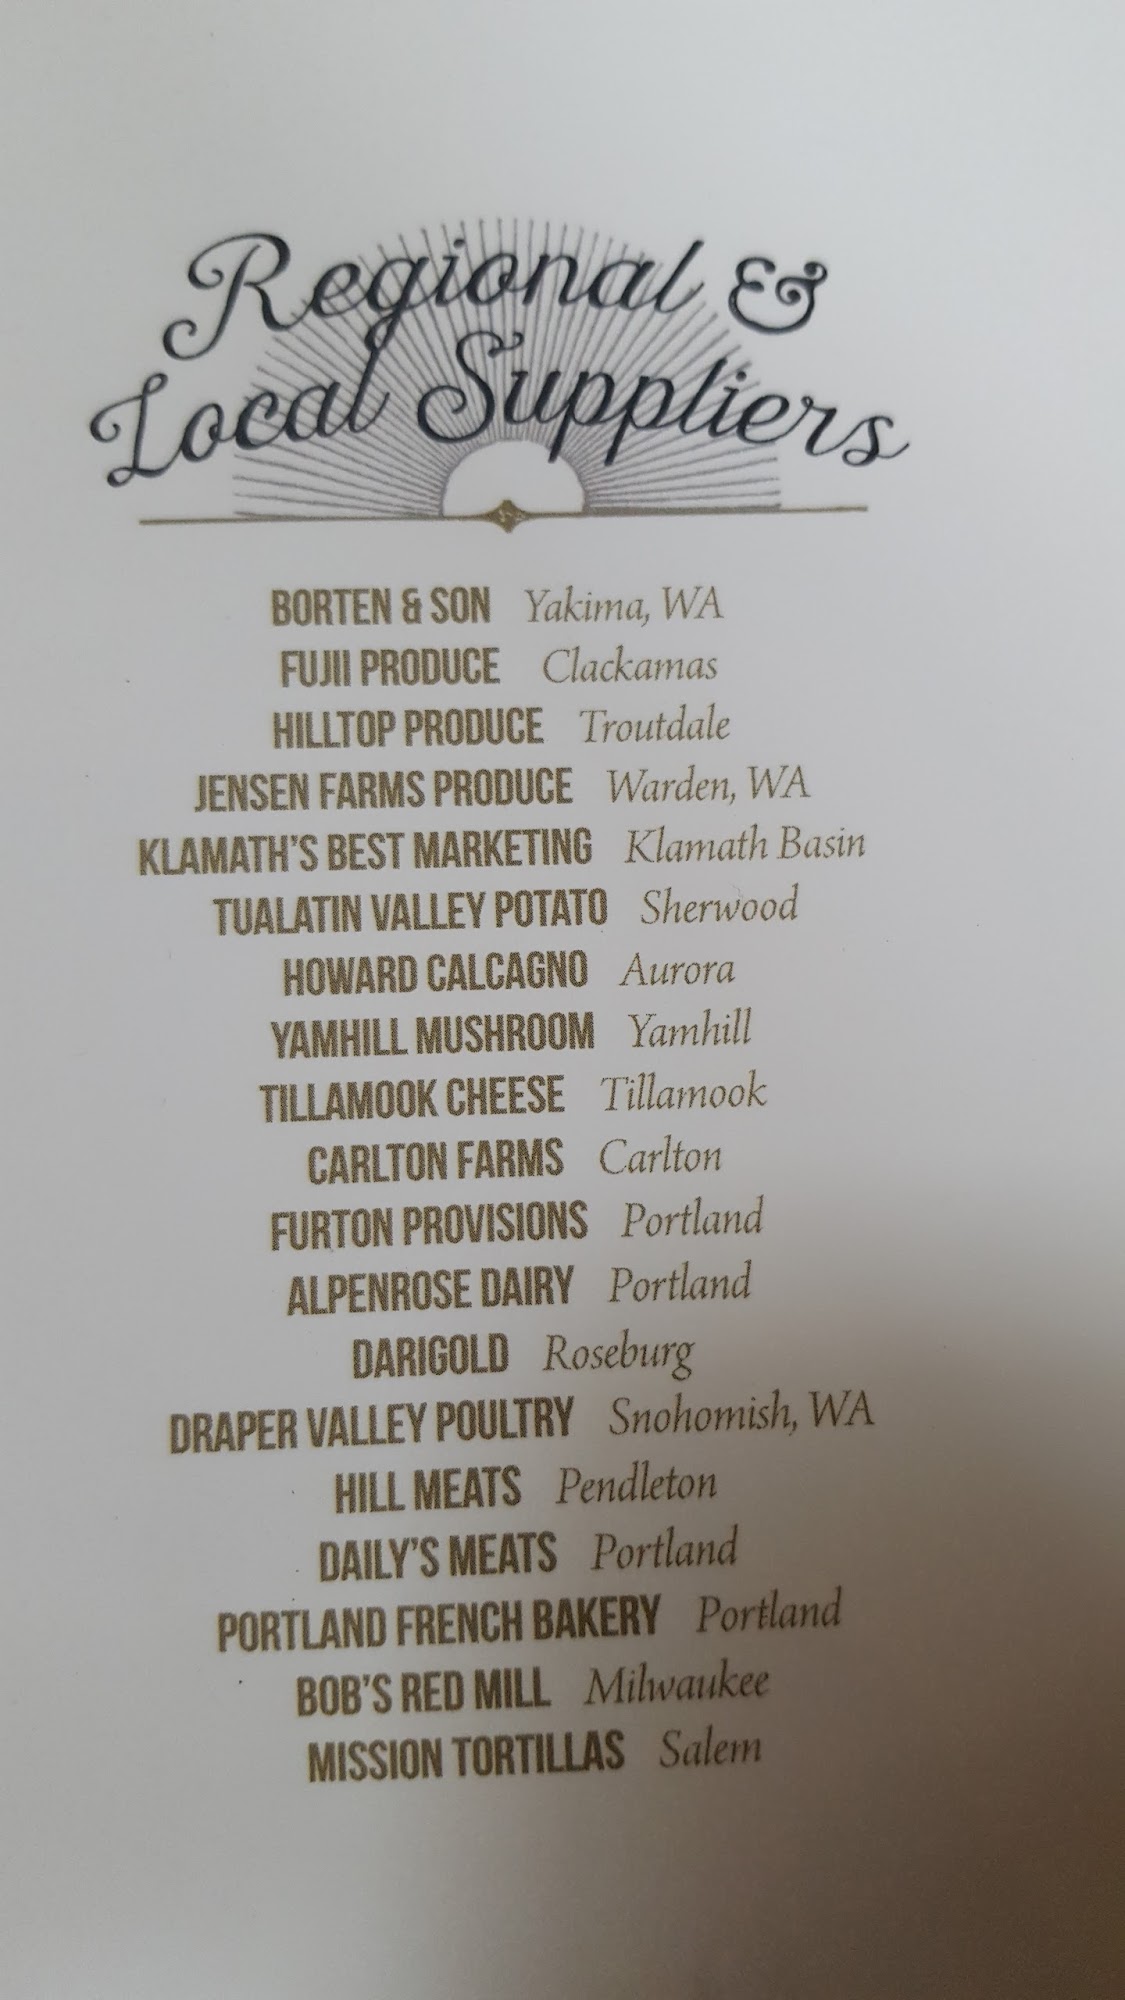 Regional &
Local Suppliers
BORTEN & SON Yakima, WA
FUJII PRODUCE Clackamas
HILLTOP PRODUCE Troutdale
JENSEN FARMS PRODUCE Warden, WA
KLAMATH'S BEST MARKETING Klamath Basin
TUALATIN VALLEY POTATO Sherwood
HOWARD CALCAGNO Aurora
YAMHILL MUSHROOM Yamhill
TILLAMOOK CHEESE Tillamook
CARLTON FARMS Carlton
FURTON PROVISIONS Portland
ALPENROSE DAIRY Portland
DARIGOLD Roseburg
DRAPER VALLEY POULTRY Snohomish, WA
HILL MEATS Pendleton
DAILY'S MEATS Portland
PORTLAND FRENCH BAKERY Portland
BOB'S RED MILL Milwaukee
MISSION TORTILLAS Salem